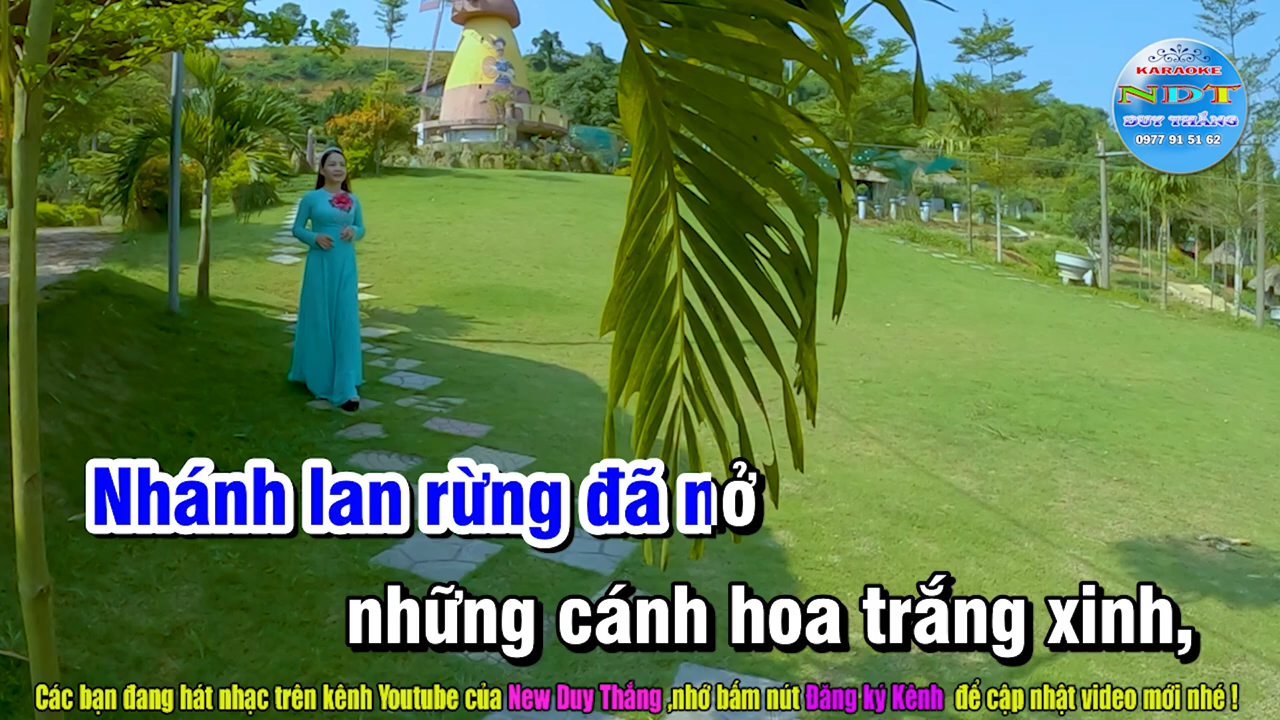 KARAOKE
NDT
DUY THẮNG
0977 91 51 62
Nhánh lan rừng đã nở
những cánh hoa trắng xinh,
Các bạn đang hát nhạc trên kênh Youtube của New Duy Thắng ,nhớ bấm nút Đăng ký Kênh để cập nhật video mới nhé !